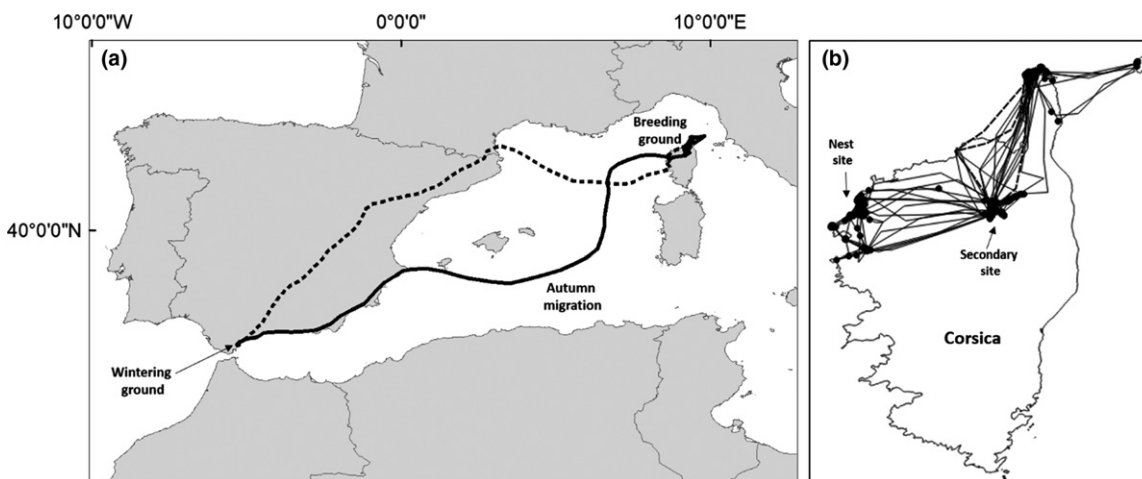 10°0'0"W
0°0'0"
10°0'0"E
(a)
(b)
Breeding
ground
Nest
site
40°0'0"N
Secondary
site
Autumn
migration
Corsica
Wintering
ground